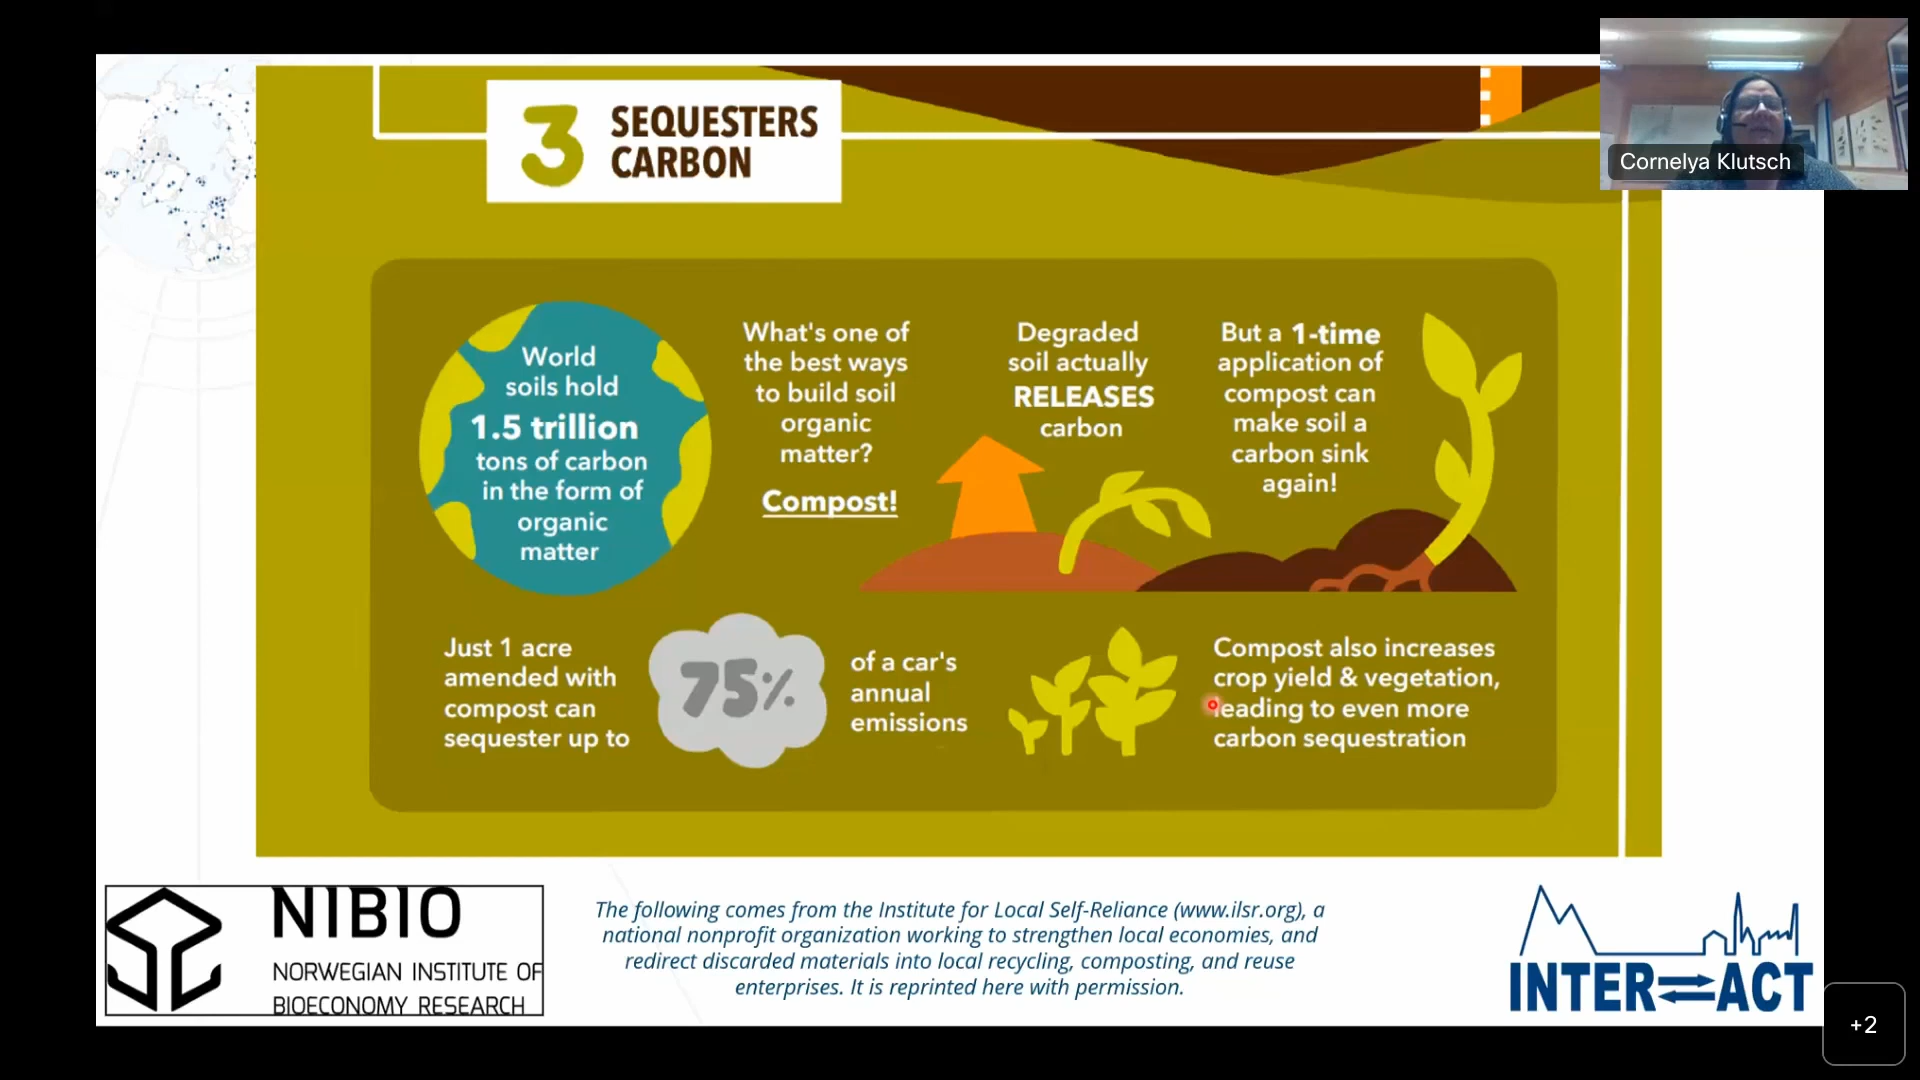 3
SEQUESTERS
CARBON
Cornelya Klutsch
World
soils hold
1.5 trillion
tons of carbon
in the form of
organic
matter
What's one of
the best ways
to build soil
organic
matter?
Compost!
Degraded
soil actually
RELEASES
carbon
But a 1-time
application of
compost can
make soil a
carbon sink
again!
Just 1 acre
amended with
compost can
sequester up to
75%
of a car's
annual
emissions
Compost also increases
crop yield & vegetation,
leading to even more
carbon sequestration
NIBIO
NORWEGIAN INSTITUTE OF
BIOECONOMY RESEARCH
The following comes from the Institute for Local Self-Reliance (www.ilsr.org), a
national nonprofit organization working to strengthen local economies, and
redirect discarded materials into local recycling, composting, and reuse
enterprises. It is reprinted here with permission.
INTER⇌ACT
+2